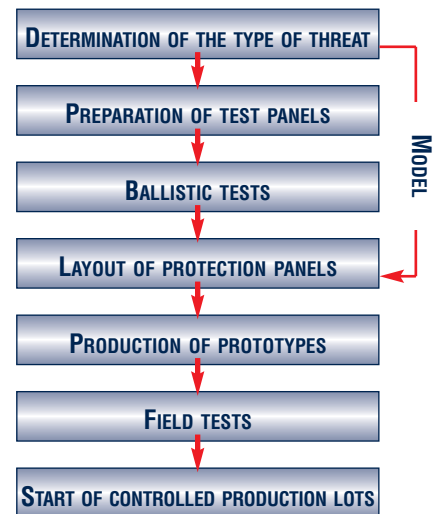 DETERMINATION OF THE TYPE OF THREAT
PREPARATION OF TEST PANELS
BALLISTIC TESTS
LAYOUT OF PROTECTION PANELS
PRODUCTION OF PROTOTYPES
FIELD TESTS
START OF CONTROLLED PRODUCTION LOTS
MODEL